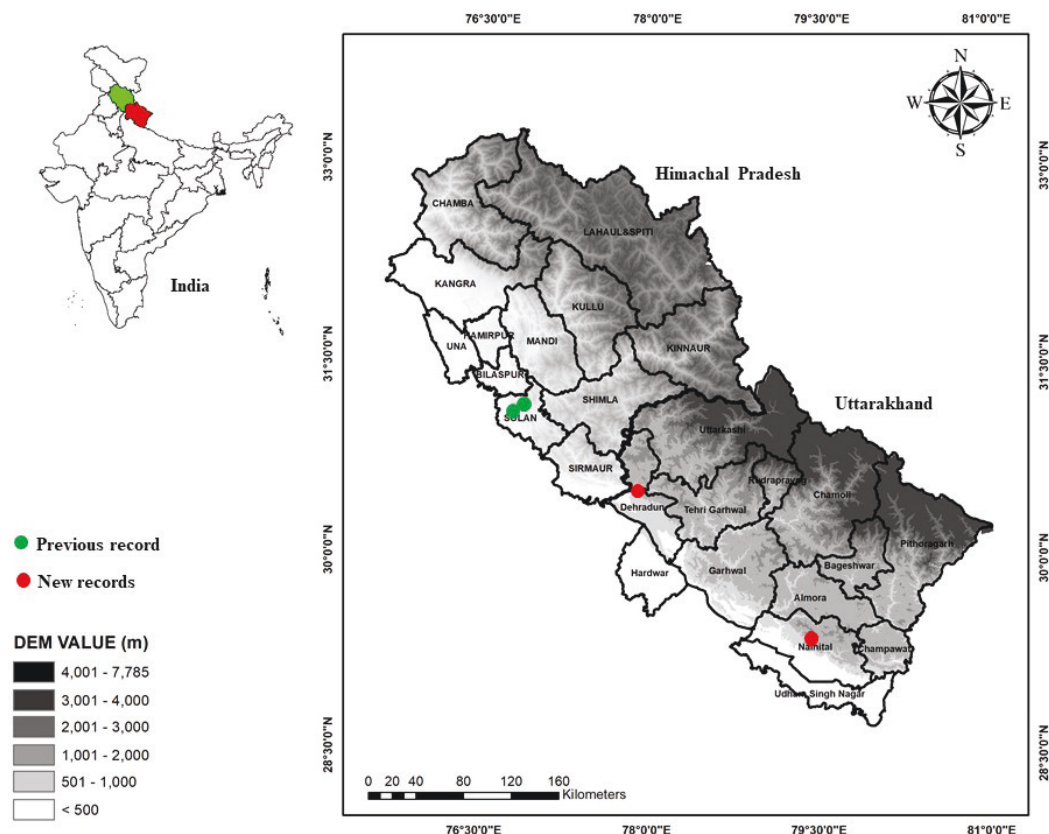 76°30'0"E
78°0'0"E
79°30'0"E
81°0'0"E
N
W
E
S
33°0'0"N
33°0'0"N
Himachal Pradesh
CHAMBA
LAHAUL&SPITI
India
KANGRA
KULLU
HAMIRPUR
UNA
MANDI
KINNAUR
31°30'0"N
31°30'0"N
BILASPUR
SHIMLA
Uttarakhand
SOLAN
Uttarkashi
SIRMAUR
Rudraprayag
Chamoli
Dehradun
Tehri Garhwal
Previous record
Pithoragarh
30°0'0"N
30°0'0"N
Hardwar
Garhwal
Bageshwar
New records
Almora
DEM VALUE (m)
Nainital
Champawat
4,001 - 7,785
3,001 - 4,000
Udham Singh Nagar
2,001 - 3,000
28°30'0"N
28°30'0"N
1,001 - 2,000
501 - 1,000
0 20 40 80 120 160
Kilometers
< 500
76°30'0"E
78°0'0"E
79°30'0"E
81°0'0"E